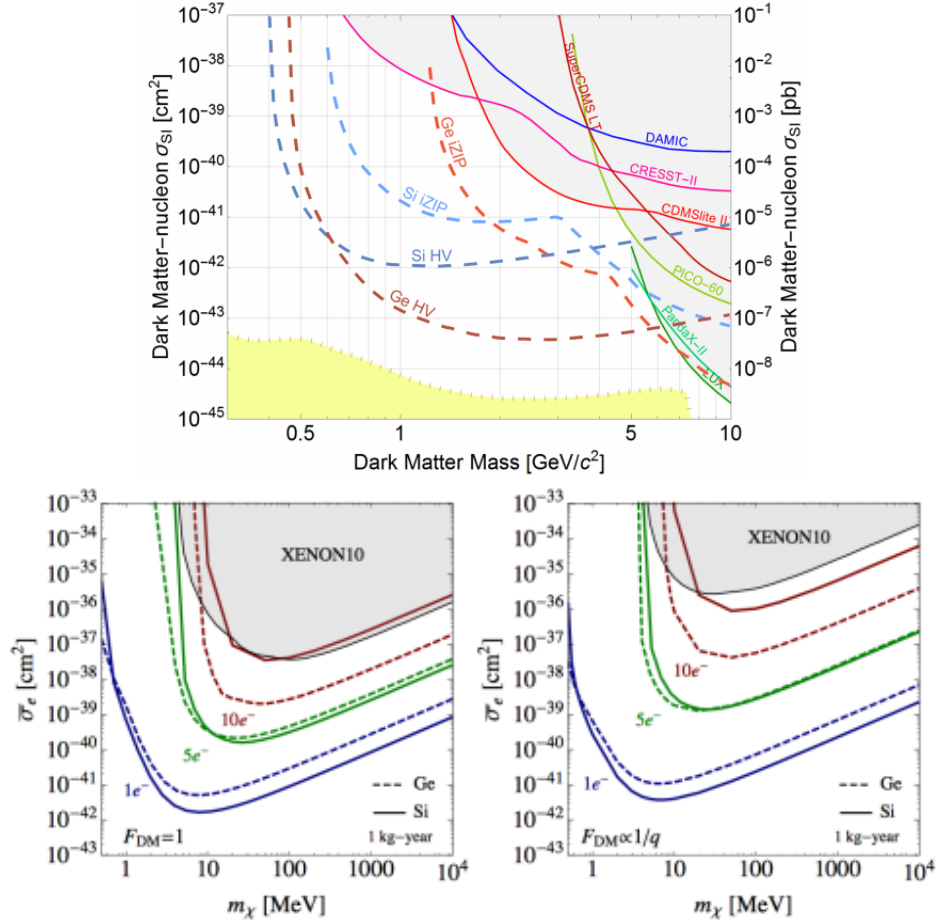 10^-37
10^-38
10^-39
10^-40
10^-41
10^-42
10^-43
10^-44
10^-45
Dark Matter-nucleon σ_SI [cm²]
10^-1
10^-2
10^-3
10^-4
10^-5
10^-6
10^-7
10^-8
Dark Matter-nucleon σ_SI [pb]
SuperCDMS LT
DAMIC
Ge iZIP
CRESST-II
Si iZIP
CDMSlite II
Si HV
PICO-60
Ge HV
PandaX-II
LUX
0.5 1 5 10
Dark Matter Mass [GeV/c²]
10^-33
10^-34
10^-35
10^-36
10^-37
10^-38
10^-39
10^-40
10^-41
10^-42
10^-43
σ̄_e [cm²]
XENON10
10e⁻
5e⁻
1e⁻
Ge
Si
F_DM=1
1 kg-year
1 10 100 1000 10^4
m_χ [MeV]
10^-33
10^-34
10^-35
10^-36
10^-37
10^-38
10^-39
10^-40
10^-41
10^-42
10^-43
σ̄_e [cm²]
XENON10
10e⁻
5e⁻
1e⁻
Ge
Si
F_DM∝1/q
1 kg-year
1 10 100 1000 10^4
m_χ [MeV]